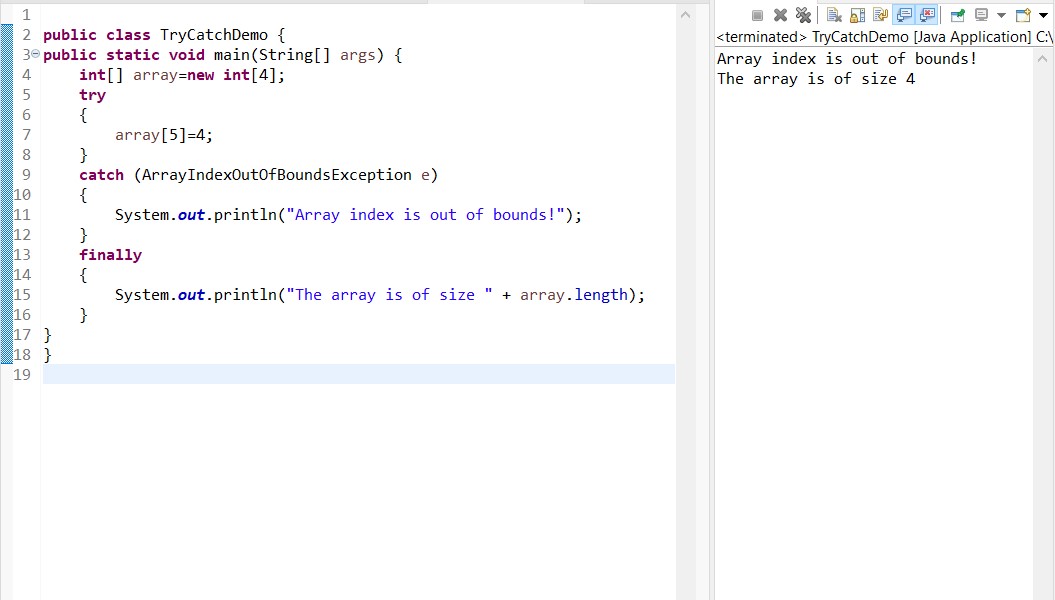 1
2 public class TryCatchDemo {
3 public static void main(String[] args) {
4     int[] array=new int[4];
5     try
6     {
7         array[5]=4;
8     }
9     catch (ArrayIndexOutOfBoundsException e)
10     {
11         System.out.println("Array index is out of bounds!");
12     }
13     finally
14     {
15         System.out.println("The array is of size " + array.length);
16     }
17 }
18 }
19
<terminated> TryCatchDemo [Java Application] C:\
Array index is out of bounds!
The array is of size 4